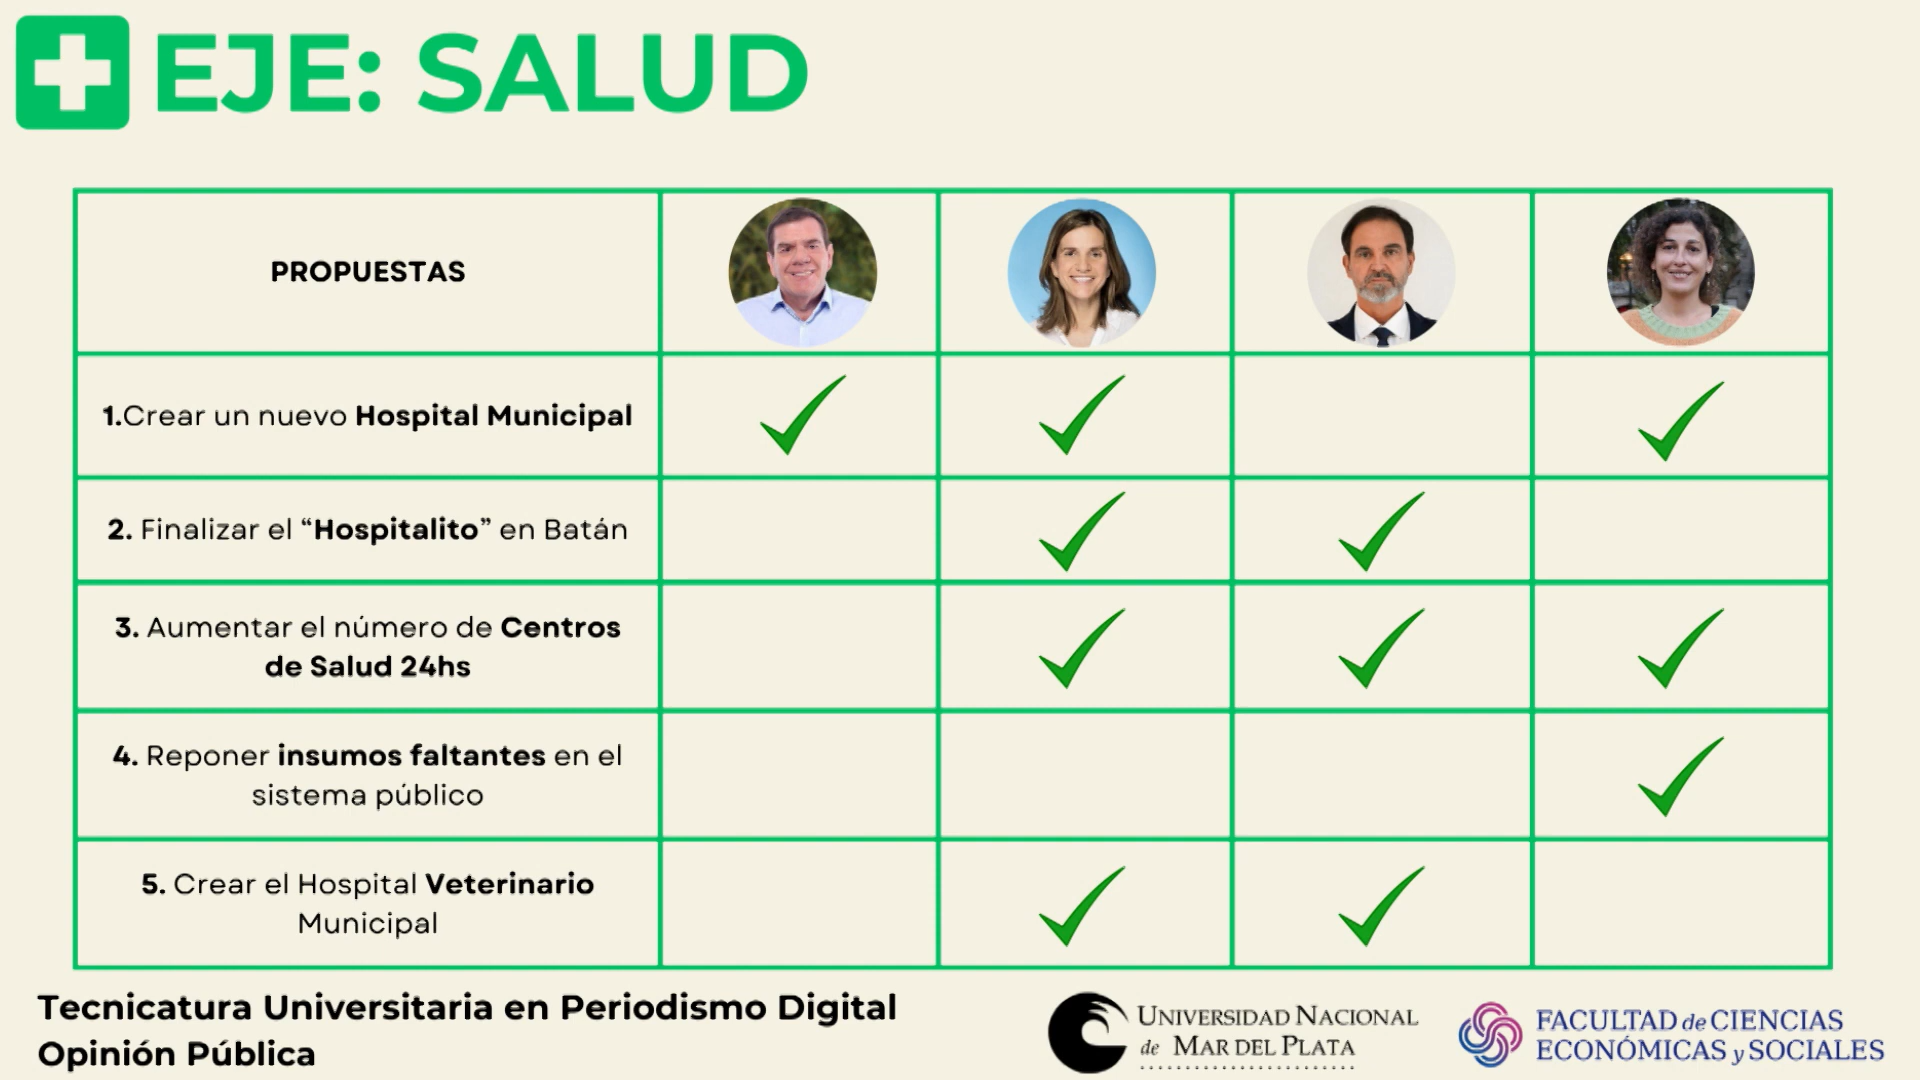 EJE: SALUD
PROPUESTAS
1.Crear un nuevo Hospital Municipal
2. Finalizar el “Hospitalito” en Batán
3. Aumentar el número de Centros
de Salud 24hs
4. Reponer insumos faltantes en el
sistema público
5. Crear el Hospital Veterinario
Municipal
Tecnicatura Universitaria en Periodismo Digital
Opinión Pública
UNIVERSIDAD NACIONAL
de MAR DEL PLATA
FACULTAD de CIENCIAS
ECONÓMICAS y SOCIALES